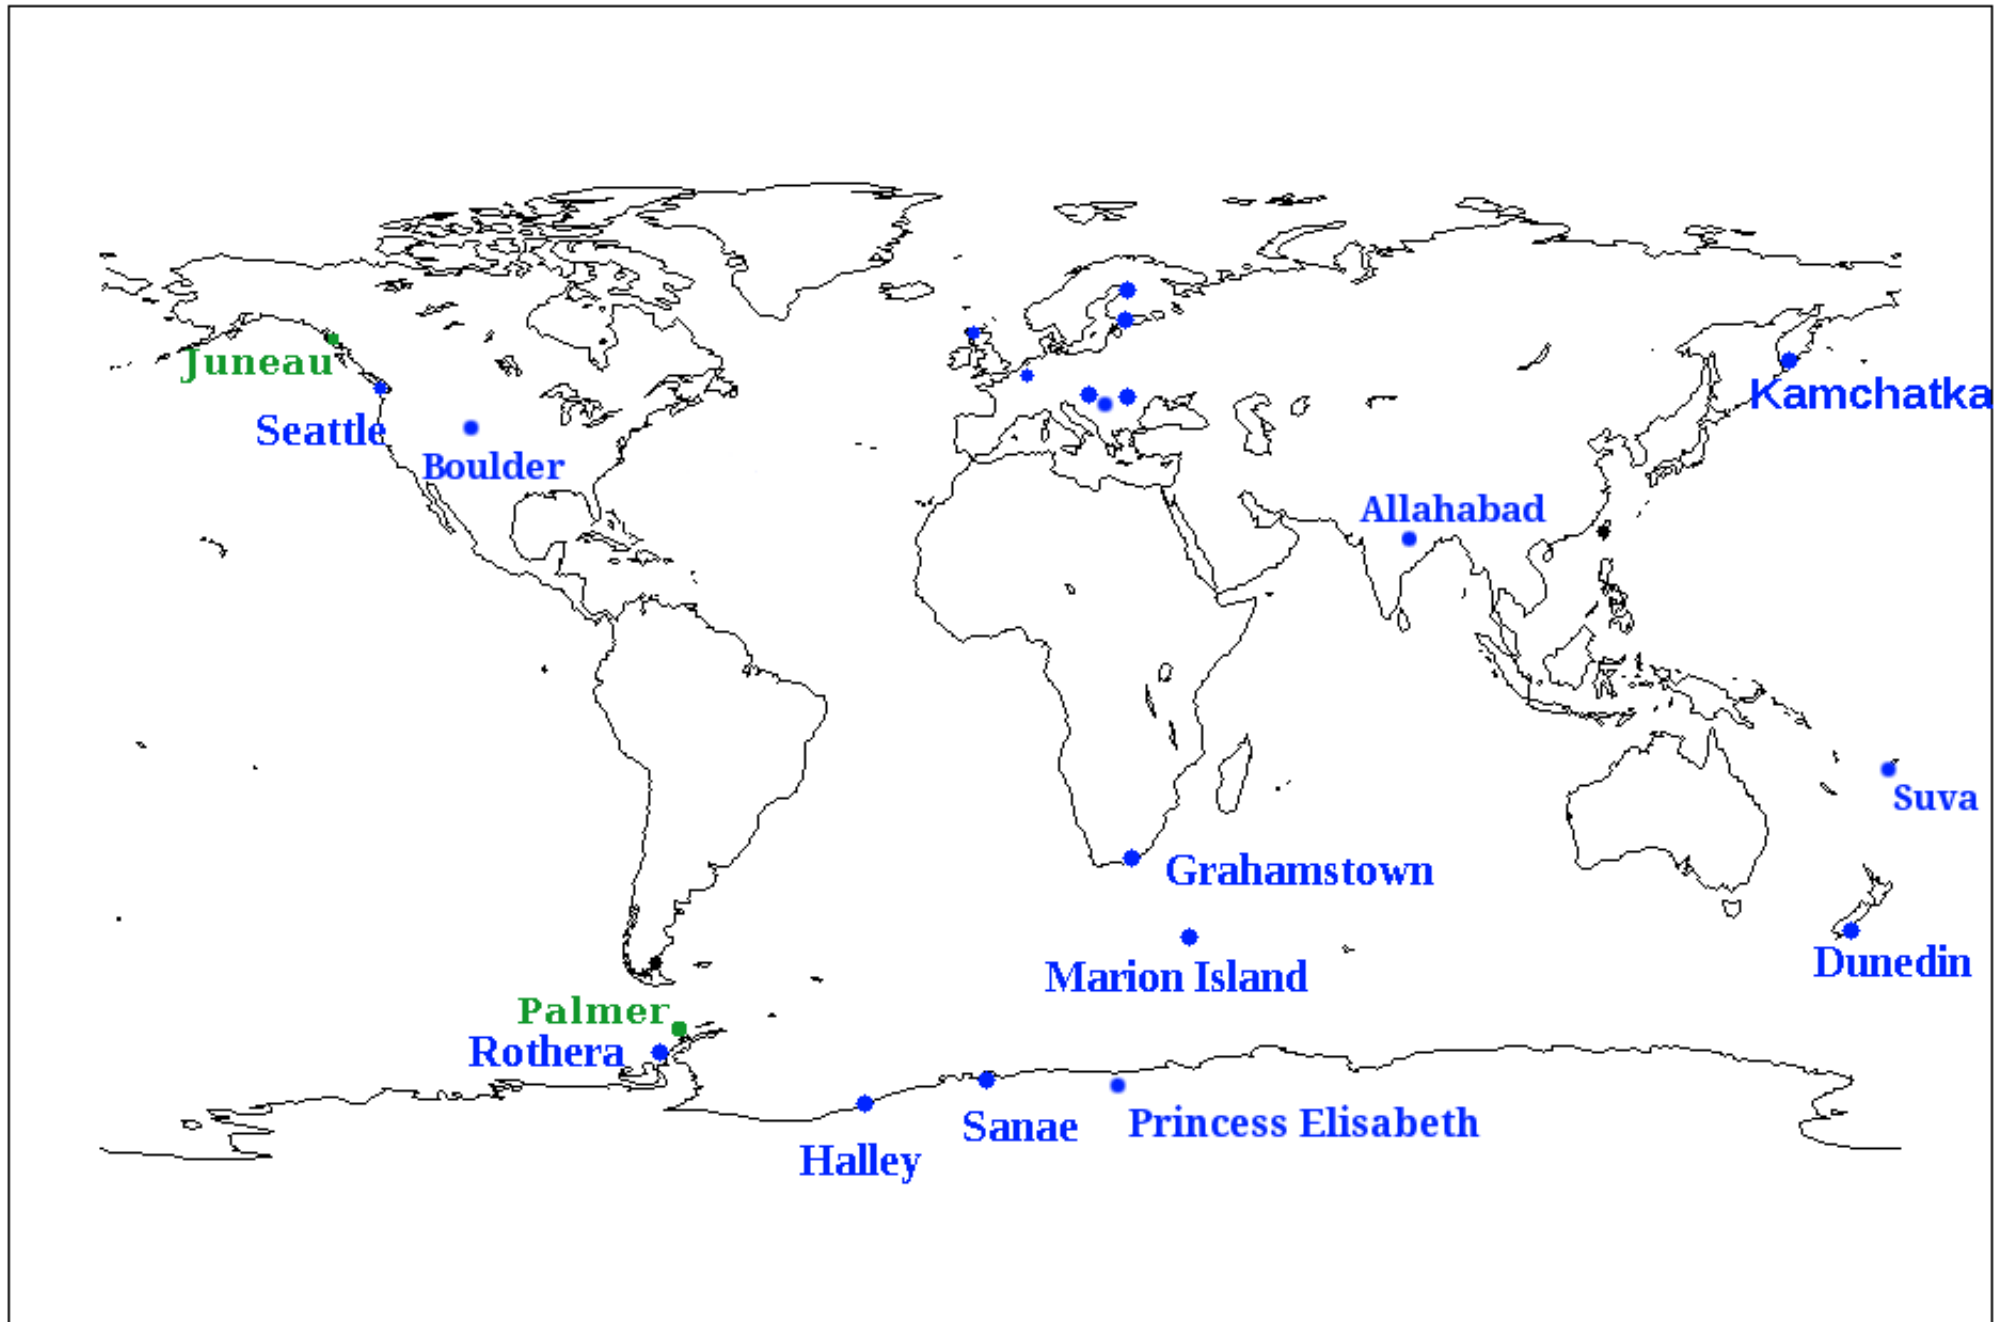 Juneau
Seattle
Boulder
Kamchatka
Allahabad
Suva
Grahamstown
Marion Island
Dunedin
Palmer
Rothera
Sanae
Princess Elisabeth
Halley